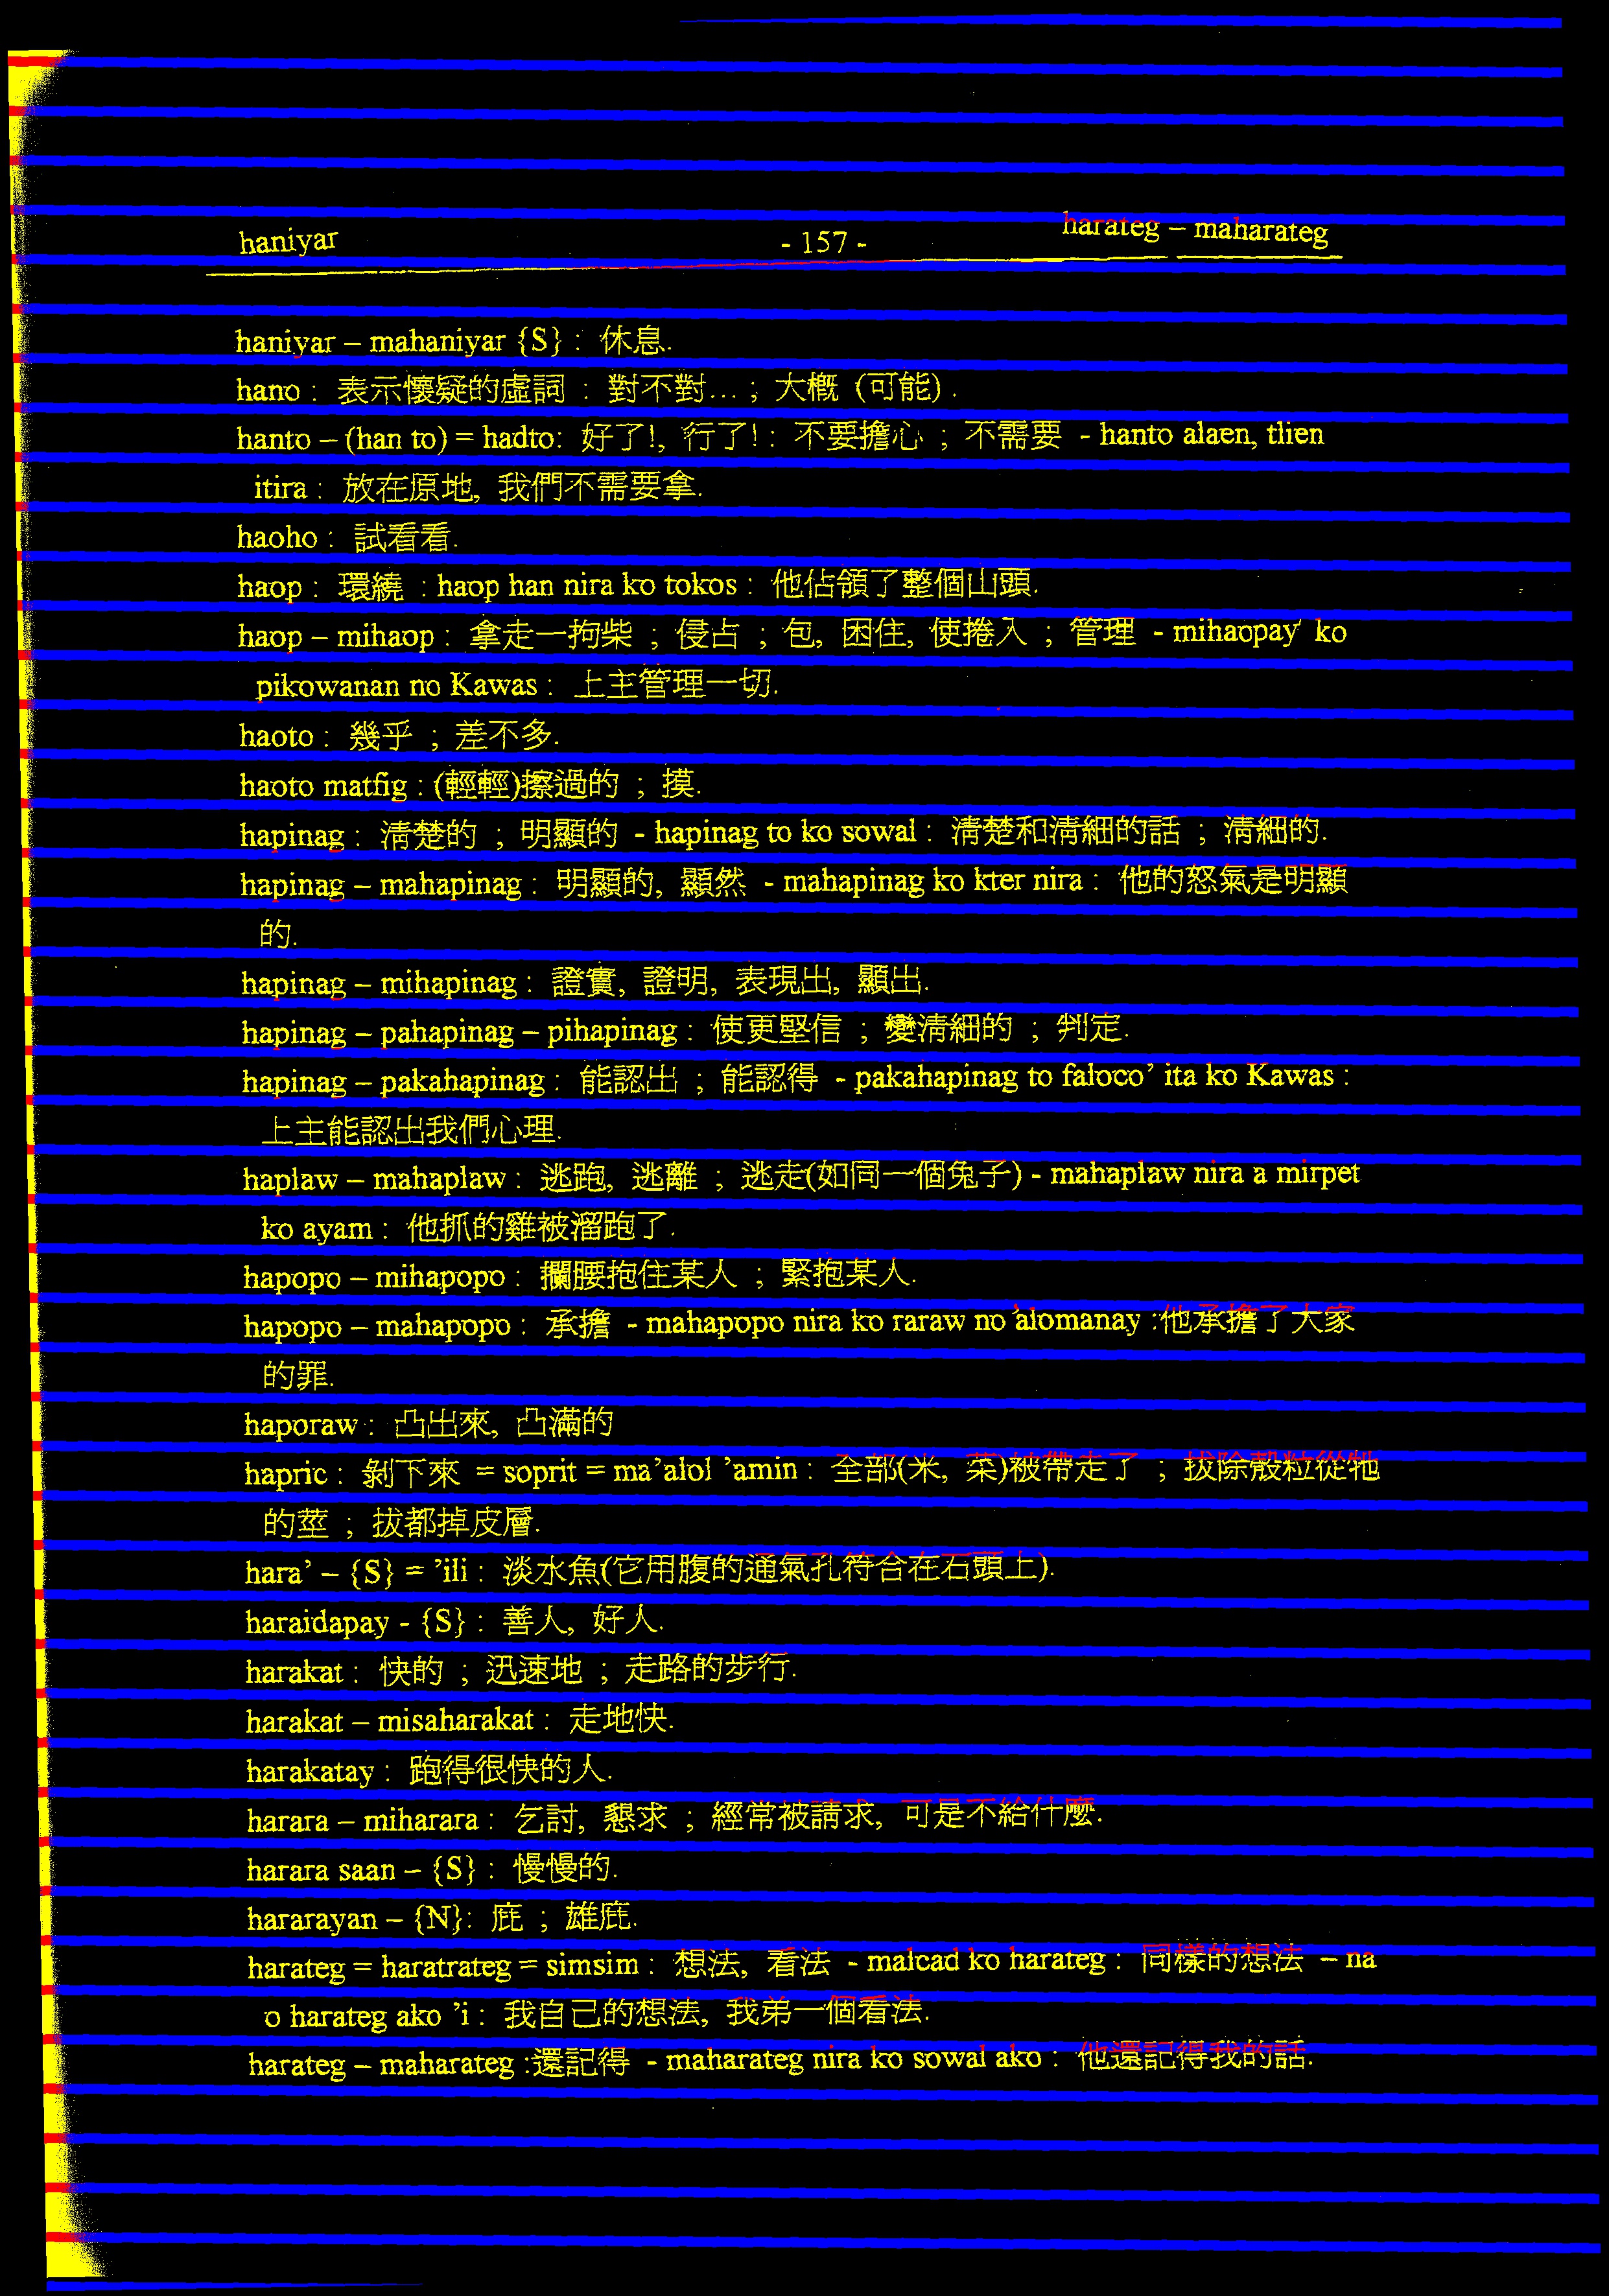 haniyar - 157 - harateg – maharateg
haniyar – mahaniyar {S} : 休息.
hano : 表示懷疑的虛詞 : 對不對... ; 大概 (可能) .
hanto – (han to) = hadto: 好了!, 行了! : 不要擔心 ; 不需要 - hanto alaen, tlien
itira : 放在原地, 我們不需要拿.
haoho : 試看看.
haop : 環繞 : haop han nira ko tokos : 他佔領了整個山頭.
haop – mihaop : 拿走一拘柴 ; 侵占 ; 包, 困住, 使捲入 ; 管理 - mihaopay' ko
pikowanan no Kawas : 上主管理一切.
haoto : 幾乎 ; 差不多.
haoto matfig : (輕輕)擦過的 ; 摸.
hapinag : 清楚的 ; 明顯的 - hapinag to ko sowal : 清楚和清細的話 ; 清細的.
hapinag – mahapinag : 明顯的, 顯然 - mahapinag ko kter nira : 他的怒氣是明顯
的.
hapinag – mihapinag : 證實, 證明, 表現出, 顯出.
hapinag – pahapinag – pihapinag : 使更堅信 ; 變清細的 ; 判定.
hapinag – pakahapinag : 能認出 ; 能認得 - pakahapinag to faloco' ita ko Kawas :
上主能認出我們心理.
haplaw – mahaplaw : 逃跑, 逃離 ; 逃走(如同一個兔子) - mahaplaw nira a mirpet
ko ayam : 他抓的雞被溜跑了.
hapopo – mihapopo : 攔腰抱住某人 ; 緊抱某人.
hapopo – mahapopo : 承擔 - mahapopo nira ko raraw no 'alomanay :他承擔了大家
的罪.
haporaw : 凸出來, 凸滿的
hapric : 剝下來 = soprit = ma'alol 'amin : 全部(米, 菜)被帶走了 ; 拔除殼粒從牠
的莖 ; 拔都掉皮層.
hara' – {S} = 'ili : 淡水魚(它用腹的通氣孔符合在石頭上).
haraidapay - {S} : 善人, 好人.
harakat : 快的 ; 迅速地 ; 走路的步行.
harakat – misaharakat : 走地快.
harakatay : 跑得很快的人.
harara – miharara : 乞討, 懇求 ; 經常被請求, 可是不給什麼.
harara saan – {S} : 慢慢的.
hararayan – {N}: 庇 ; 雄庇.
harateg = haratrateg = simsim : 想法, 看法 - malcad ko harateg : 同樣的想法 – na
o harateg ako 'i : 我自己的想法, 我弟一個看法.
harateg – maharateg :還記得 - maharateg nira ko sowal ako : 他還記得我的話.